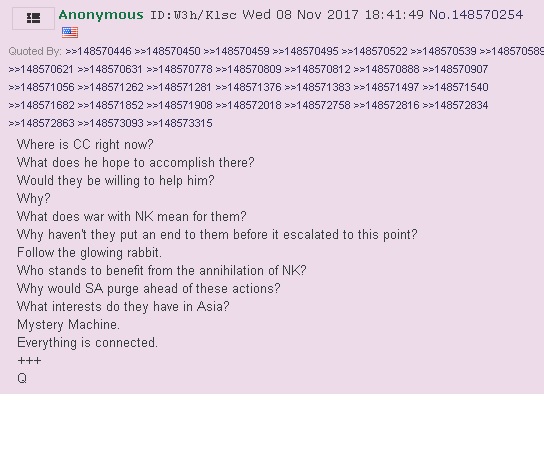 Anonymous ID:W3h/Klsc Wed 08 Nov 2017 18:41:49 No.148570254
Quoted By: >>148570446 >>148570450 >>148570459 >>148570495 >>148570522 >>148570539 >>148570589
>>148570621 >>148570631 >>148570778 >>148570809 >>148570812 >>148570888 >>148570907
>>148571056 >>148571262 >>148571281 >>148571376 >>148571383 >>148571497 >>148571540
>>148571682 >>148571852 >>148571908 >>148572018 >>148572758 >>148572816 >>148572834
>>148572863 >>148573093 >>148573315
Where is CC right now?
What does he hope to accomplish there?
Would they be willing to help him?
Why?
What does war with NK mean for them?
Why haven't they put an end to them before it escalated to this point?
Follow the glowing rabbit.
Who stands to benefit from the annihilation of NK?
Why would SA purge ahead of these actions?
What interests do they have in Asia?
Mystery Machine.
Everything is connected.
+++
Q